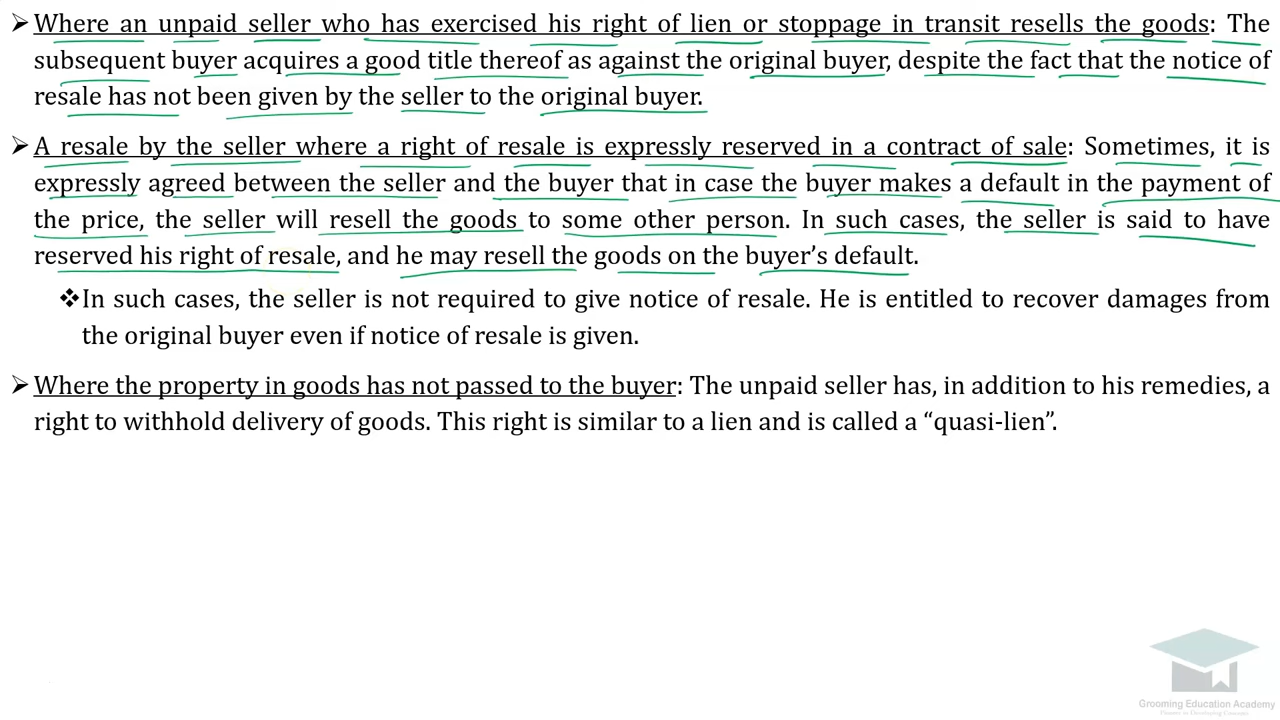 ➢ Where an unpaid seller who has exercised his right of lien or stoppage in transit resells the goods: The
subsequent buyer acquires a good title thereof as against the original buyer, despite the fact that the notice of
resale has not been given by the seller to the original buyer.
➢ A resale by the seller where a right of resale is expressly reserved in a contract of sale: Sometimes, it is
expressly agreed between the seller and the buyer that in case the buyer makes a default in the payment of
the price, the seller will resell the goods to some other person. In such cases, the seller is said to have
reserved his right of resale, and he may resell the goods on the buyer’s default.
❖ In such cases, the seller is not required to give notice of resale. He is entitled to recover damages from
the original buyer even if notice of resale is given.
➢ Where the property in goods has not passed to the buyer: The unpaid seller has, in addition to his remedies, a
right to withhold delivery of goods. This right is similar to a lien and is called a “quasi-lien”.
Grooming Education Academy